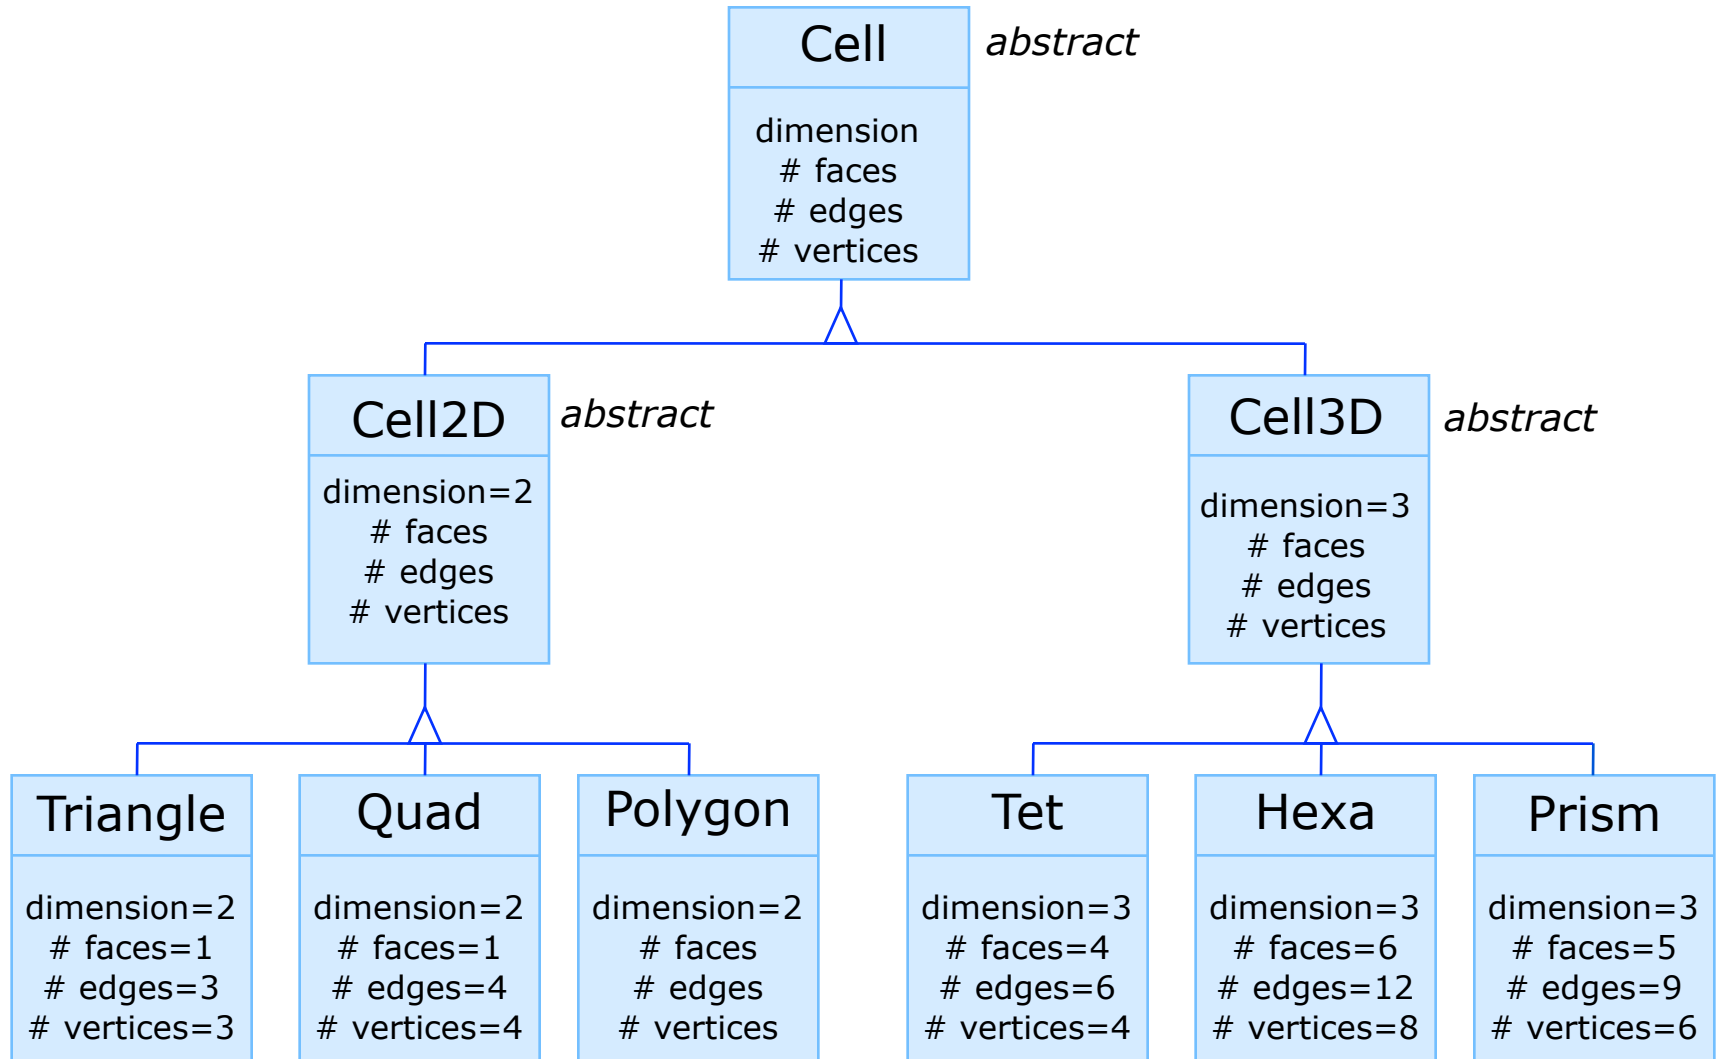 Cell
abstract
dimension
# faces
# edges
# vertices
Cell2D
abstract
dimension=2
# faces
# edges
# vertices
Cell3D
abstract
dimension=3
# faces
# edges
# vertices
Triangle
dimension=2
# faces=1
# edges=3
# vertices=3
Quad
dimension=2
# faces=1
# edges=4
# vertices=4
Polygon
dimension=2
# faces
# edges
# vertices
Tet
dimension=3
# faces=4
# edges=6
# vertices=4
Hexa
dimension=3
# faces=6
# edges=12
# vertices=8
Prism
dimension=3
# faces=5
# edges=9
# vertices=6